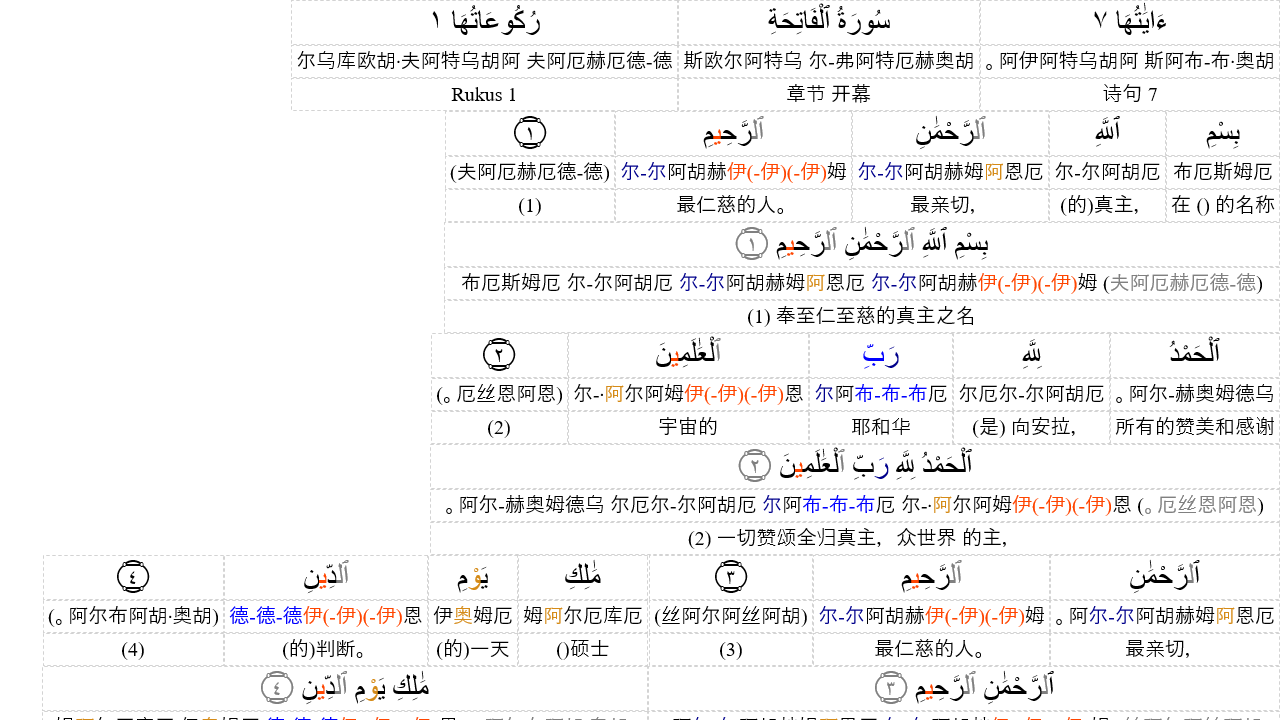 ءَايَٰتُهَا ٧ سُورَةُ ٱلْفَاتِحَةِ رُكُوعَاتُهَا ١
。阿伊阿特乌胡阿 斯阿布-布·奥胡 斯欧尔阿特乌 尔-弗阿特厄赫奥胡 尔乌库欧胡·夫阿特乌胡阿 夫阿厄赫厄德-德
诗句 7 章节 开幕 Rukus 1
بِسْمِ ٱللَّهِ ٱلرَّحْمَٰنِ ٱلرَّحِيمِ ١
布厄斯姆厄 尔-尔阿胡厄 尔-尔阿胡赫姆阿恩厄 尔-尔阿胡赫伊(-伊)(-伊)姆 (夫阿厄赫厄德-德)
在 () 的名称 (的)真主， 最亲切， 最仁慈的人。 (1)
بِسْمِ ٱللَّهِ ٱلرَّحْمَٰنِ ٱلرَّحِيمِ ١
布厄斯姆厄 尔-尔阿胡厄 尔-尔阿胡赫姆阿恩厄 尔-尔阿胡赫伊(-伊)(-伊)姆 (夫阿厄赫厄德-德)
(1) 奉至仁至慈的真主之名
ٱلْحَمْدُ لِلَّهِ رَبِّ ٱلْعَٰلَمِينَ ٢
。阿尔-赫奥姆德乌 尔厄尔-尔阿胡厄 尔阿布-布-布厄 尔-·阿尔阿姆伊(-伊)(-伊)恩 (。厄丝恩阿恩)
所有的赞美和感谢 (是) 向安拉， 耶和华 宇宙的 (2)
ٱلْحَمْدُ لِلَّهِ رَبِّ ٱلْعَٰلَمِينَ ٢
。阿尔-赫奥姆德乌 尔厄尔-尔阿胡厄 尔阿布-布-布厄 尔-·阿尔阿姆伊(-伊)(-伊)恩 (。厄丝恩阿恩)
(2) 一切赞颂全归真主， 众世界 的主，
ٱلرَّحْمَٰنِ ٱلرَّحِيمِ ٣ مَٰلِكِ يَوْمِ ٱلدِّينِ ٤
。阿尔-尔阿胡赫姆阿恩厄 尔-尔阿胡赫伊(-伊)(-伊)姆 (丝阿尔阿丝阿胡) 姆阿尔厄库厄 伊奥姆厄 德-德-德伊(-伊)(-伊)恩 (。阿尔布阿胡·奥胡)
最亲切， 最仁慈的人。 (3) ()硕士 (的)一天 (的)判断。 (4)
ٱلرَّحْمَٰنِ ٱلرَّحِيمِ ٣ مَٰلِكِ يَوْمِ ٱلدِّينِ ٤